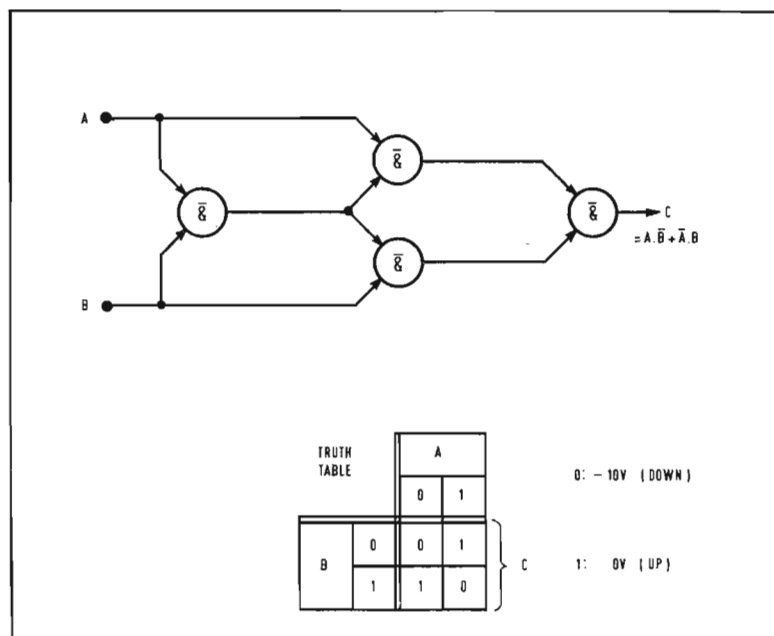 A
&̅
&̅
&̅
&̅
C
=A.B̅+A̅.B
B
TRUTH
TABLE
A
0: -10V (DOWN)
0 1
B 0 0 1
C
1: 0V (UP)
1 1 0